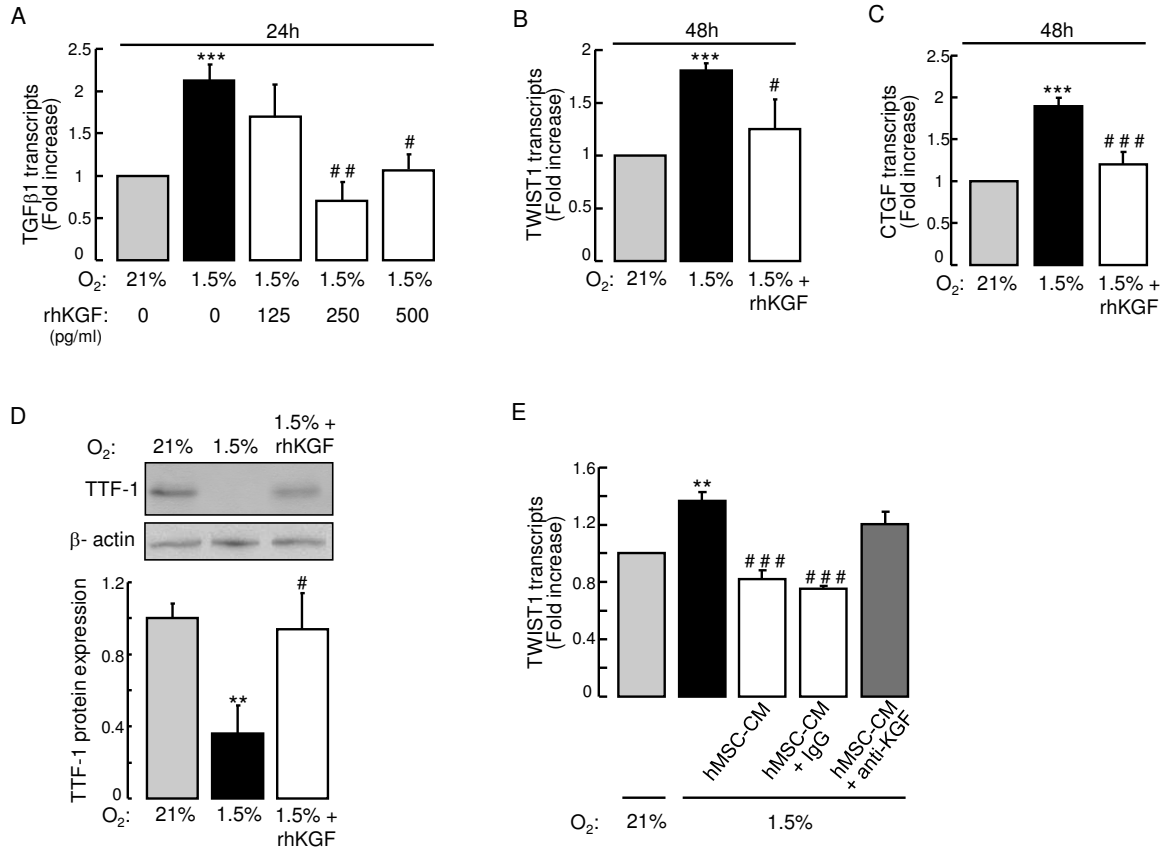 A
24h
TGFβ1 transcripts
(Fold increase)
2.5
2
1.5
1
0.5
0
***
# #
#
O2: 21% 1.5% 1.5% 1.5% 1.5%
rhKGF: 0 0 125 250 500
(pg/ml)
B
48h
TWIST1 transcripts
(Fold increase)
2
1.5
1
0.5
0
***
#
O2: 21% 1.5% 1.5% +
rhKGF
C
48h
CTGF transcripts
(Fold increase)
2.5
2
1.5
1
0.5
0
***
# # #
O2: 21% 1.5% 1.5% +
rhKGF
D
O2: 21% 1.5% 1.5% +
rhKGF
TTF-1
β- actin
TTF-1 protein expression
1.2
0.8
0.4
0
**
#
O2: 21% 1.5% 1.5% +
rhKGF
E
TWIST1 transcripts
(Fold increase)
1.6
1.2
0.8
0.4
0
**
# # #
# # #
hMSC-CM
hMSC-CM
+ IgG
hMSC-CM
+ anti-KGF
O2: 21% 1.5%